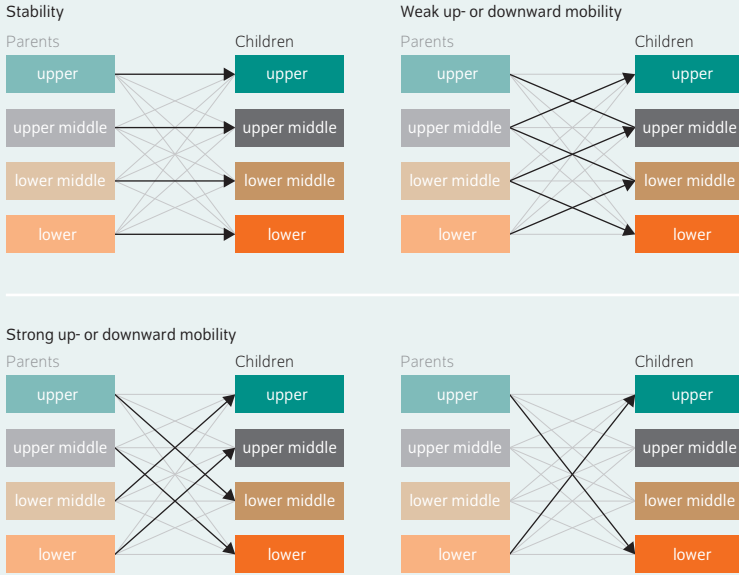 Stability
Parents Children
upper upper
upper middle upper middle
lower middle lower middle
lower lower
Weak up- or downward mobility
Parents Children
upper upper
upper middle upper middle
lower middle lower middle
lower lower
Strong up- or downward mobility
Parents Children
upper upper
upper middle upper middle
lower middle lower middle
lower lower
Parents Children
upper upper
upper middle upper middle
lower middle lower middle
lower lower